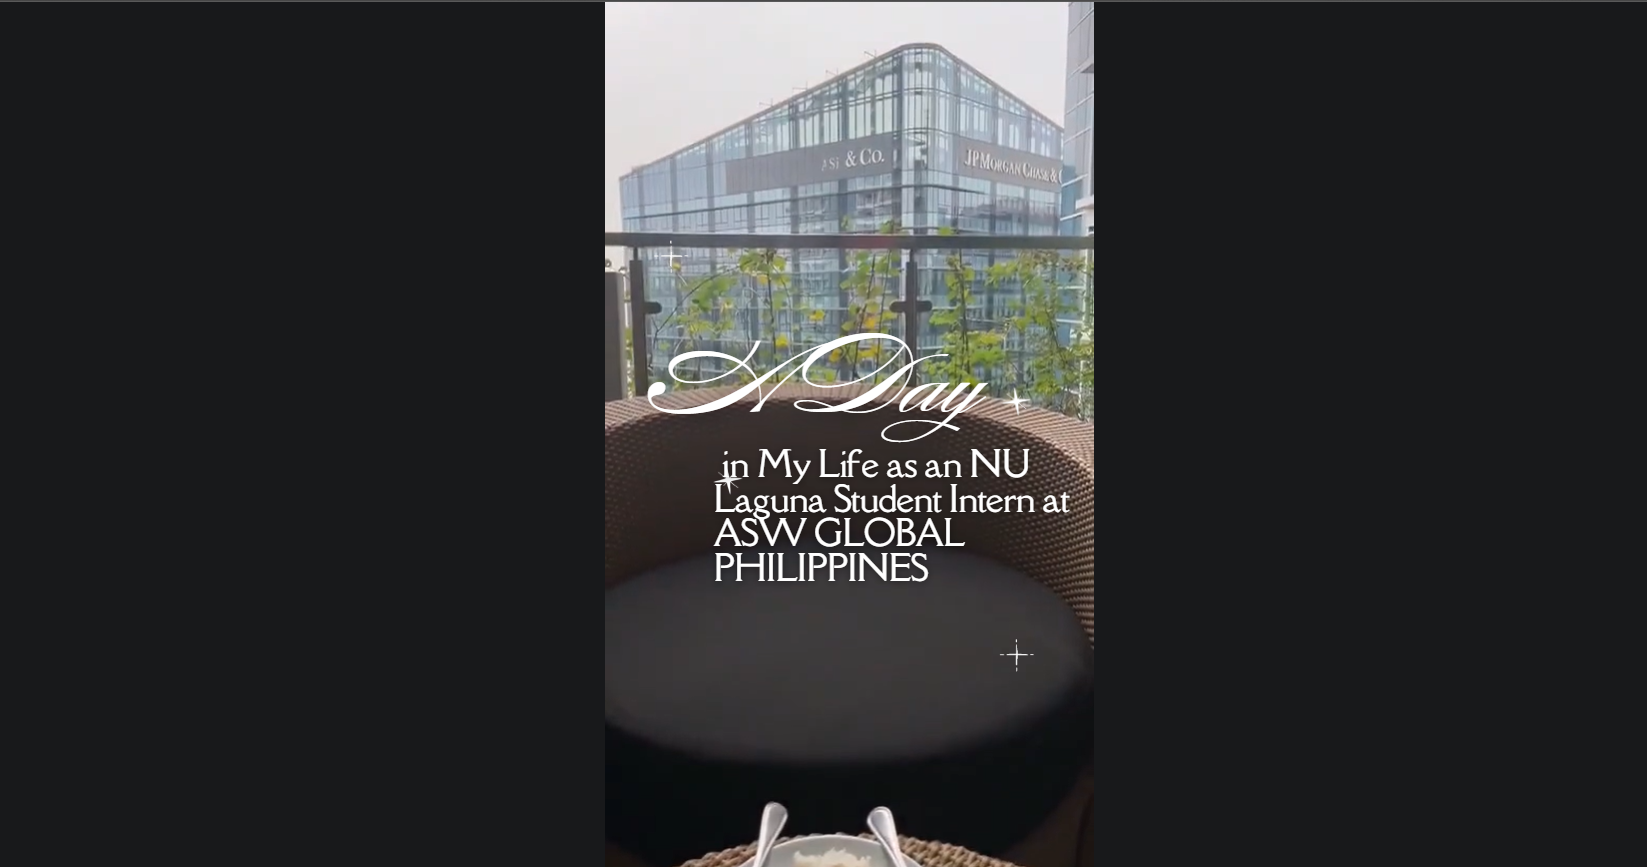 & CO.
JPMORGAN CHASE &
A Day
in My Life as an NU
Laguna Student Intern at
ASW GLOBAL
PHILIPPINES